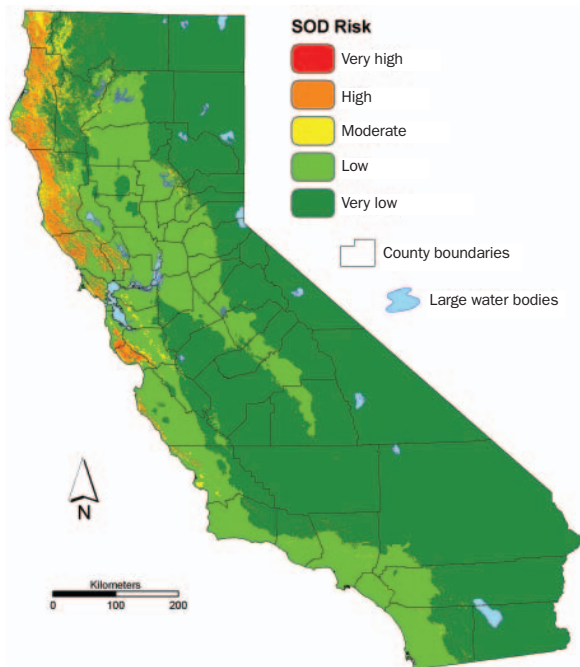 SOD Risk
Very high
High
Moderate
Low
Very low
County boundaries
Large water bodies
N
Kilometers
0 100 200